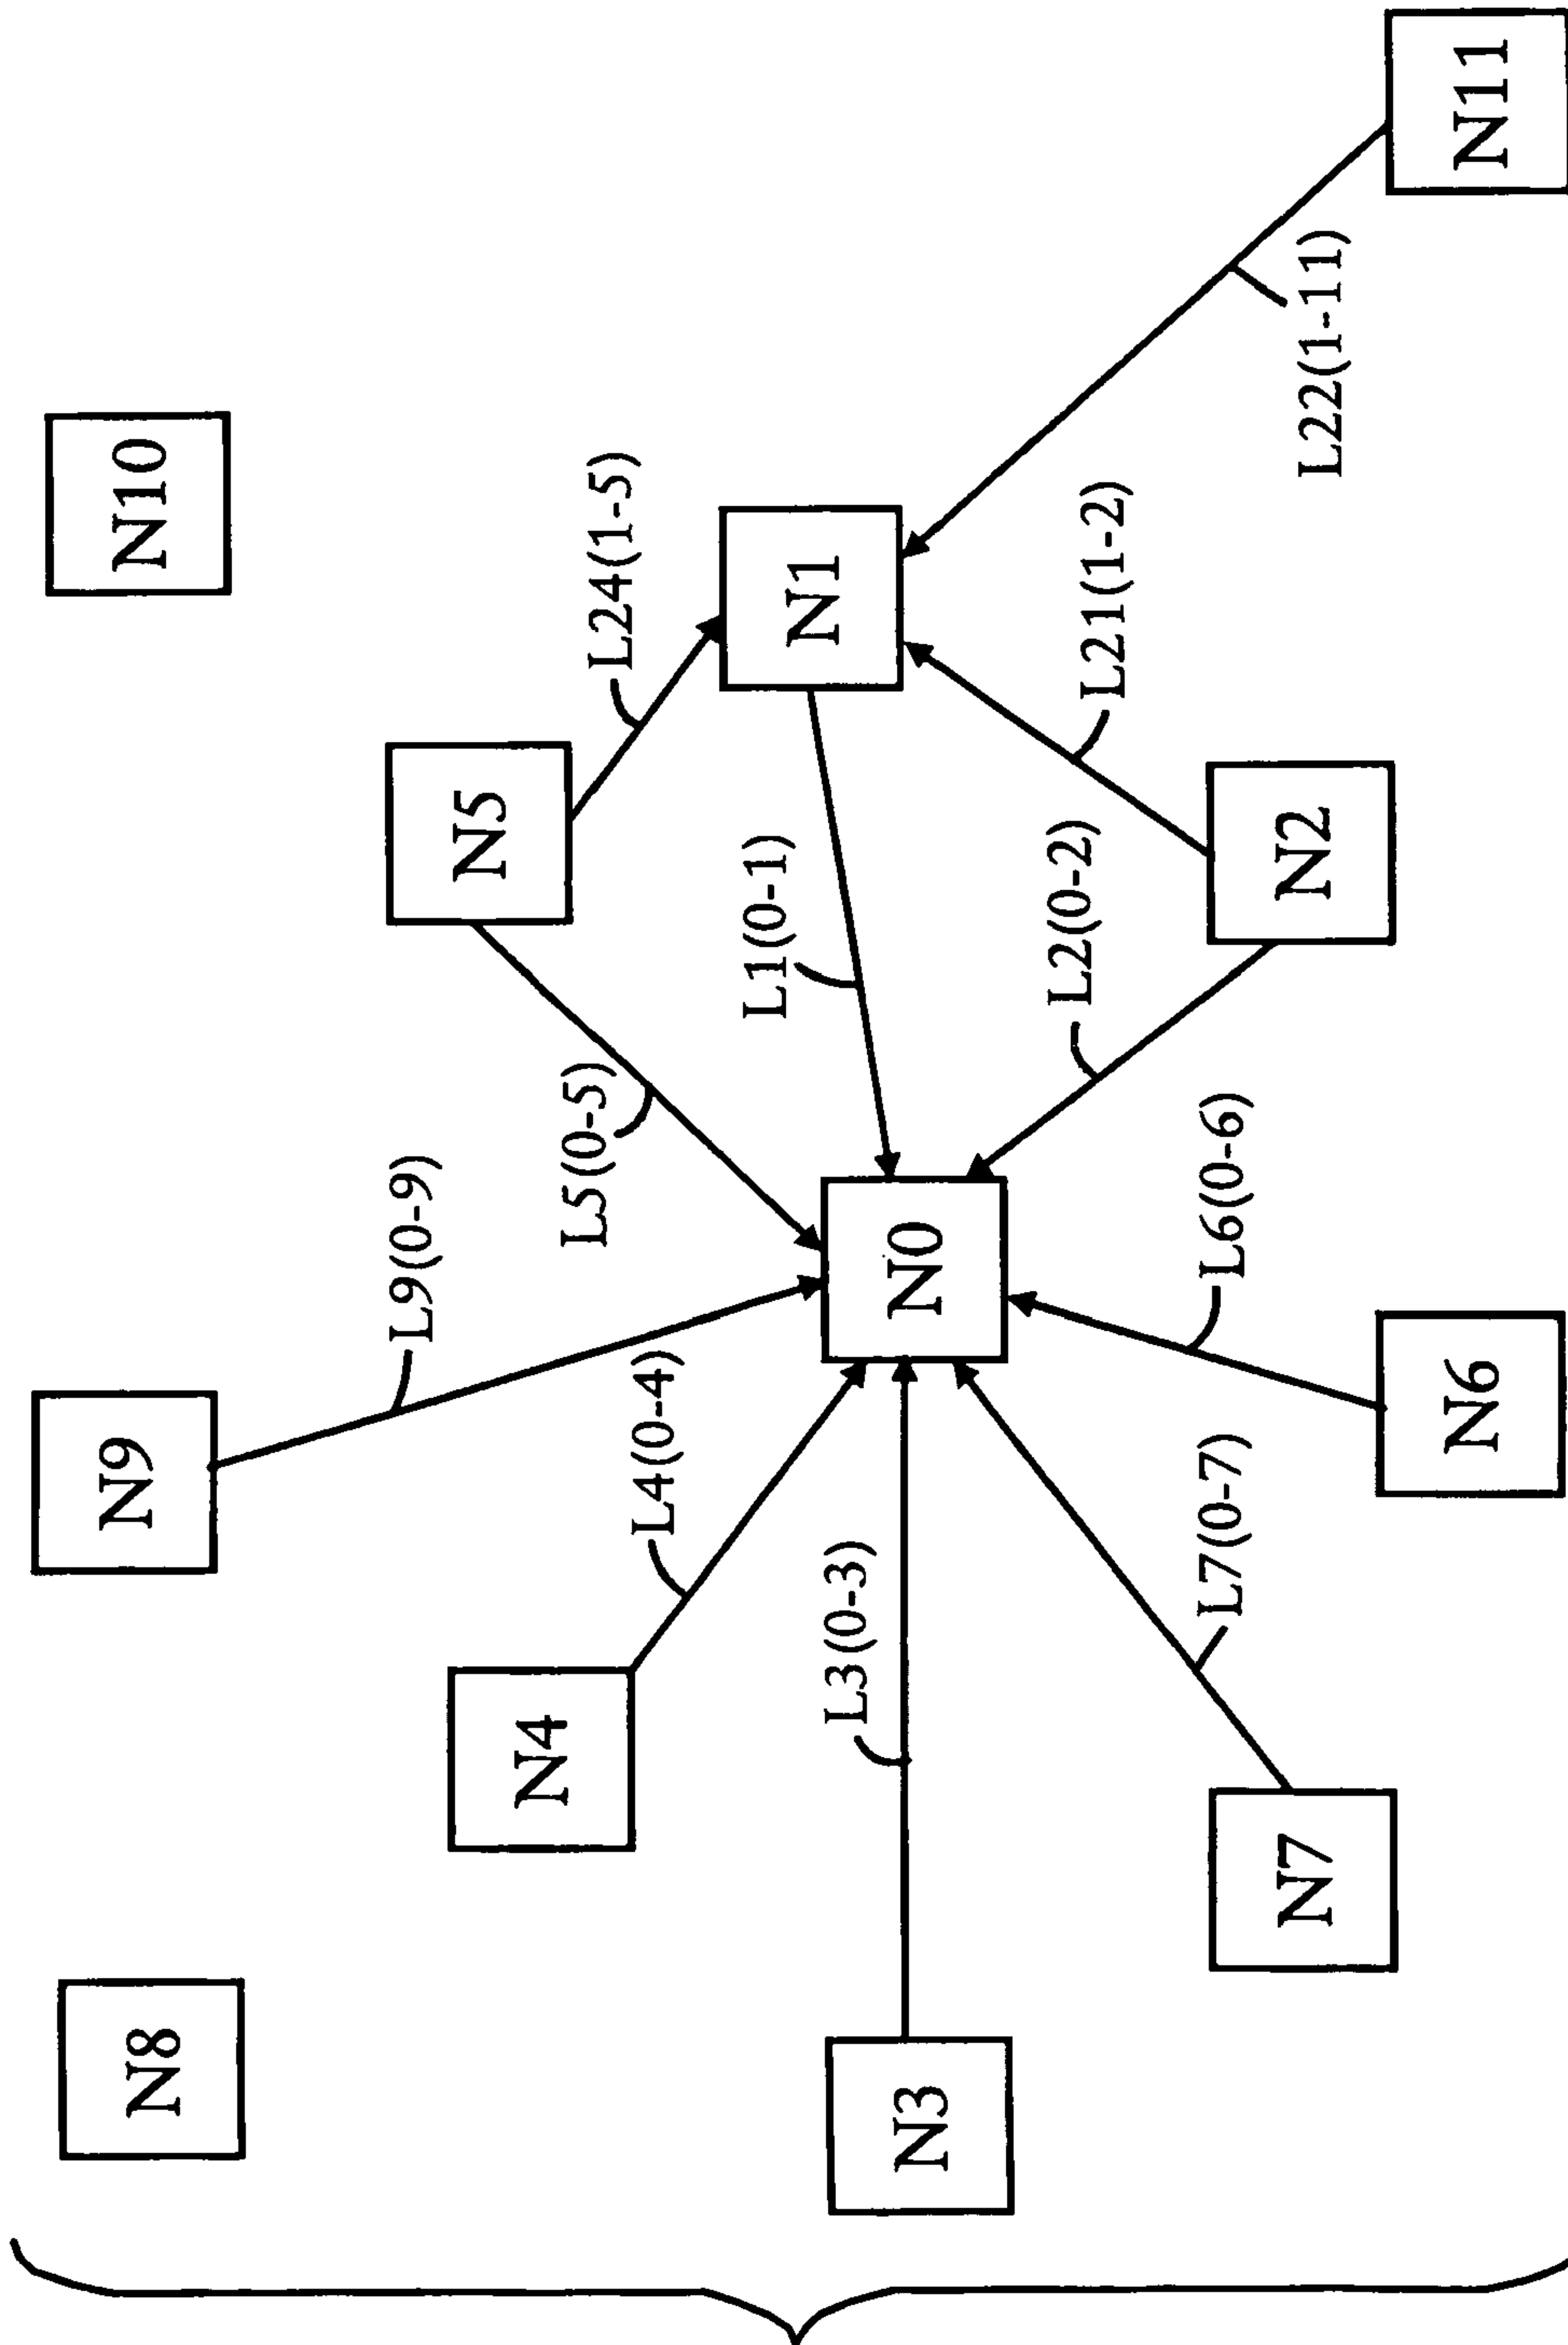 N8
N9
N10
N4
L9(0-9)
N5
L24(1-5)
L4(0-4)
L5(0-5)
L1(0-1)
N1
N3
L3(0-3)
N0
L2(0-2)
L21(1-2)
N7
L7(0-7)
L6(0-6)
N2
L22(1-11)
N6
N11